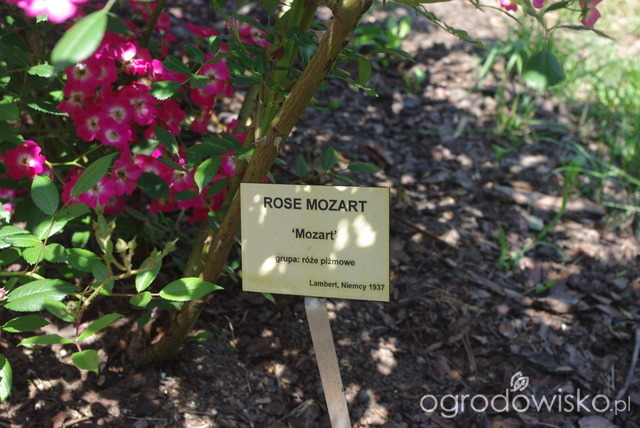 ROSE MOZART
'Mozart'
grupa: róże piżmowe
Lambert, Niemcy 1937
ogrodowisko.pl